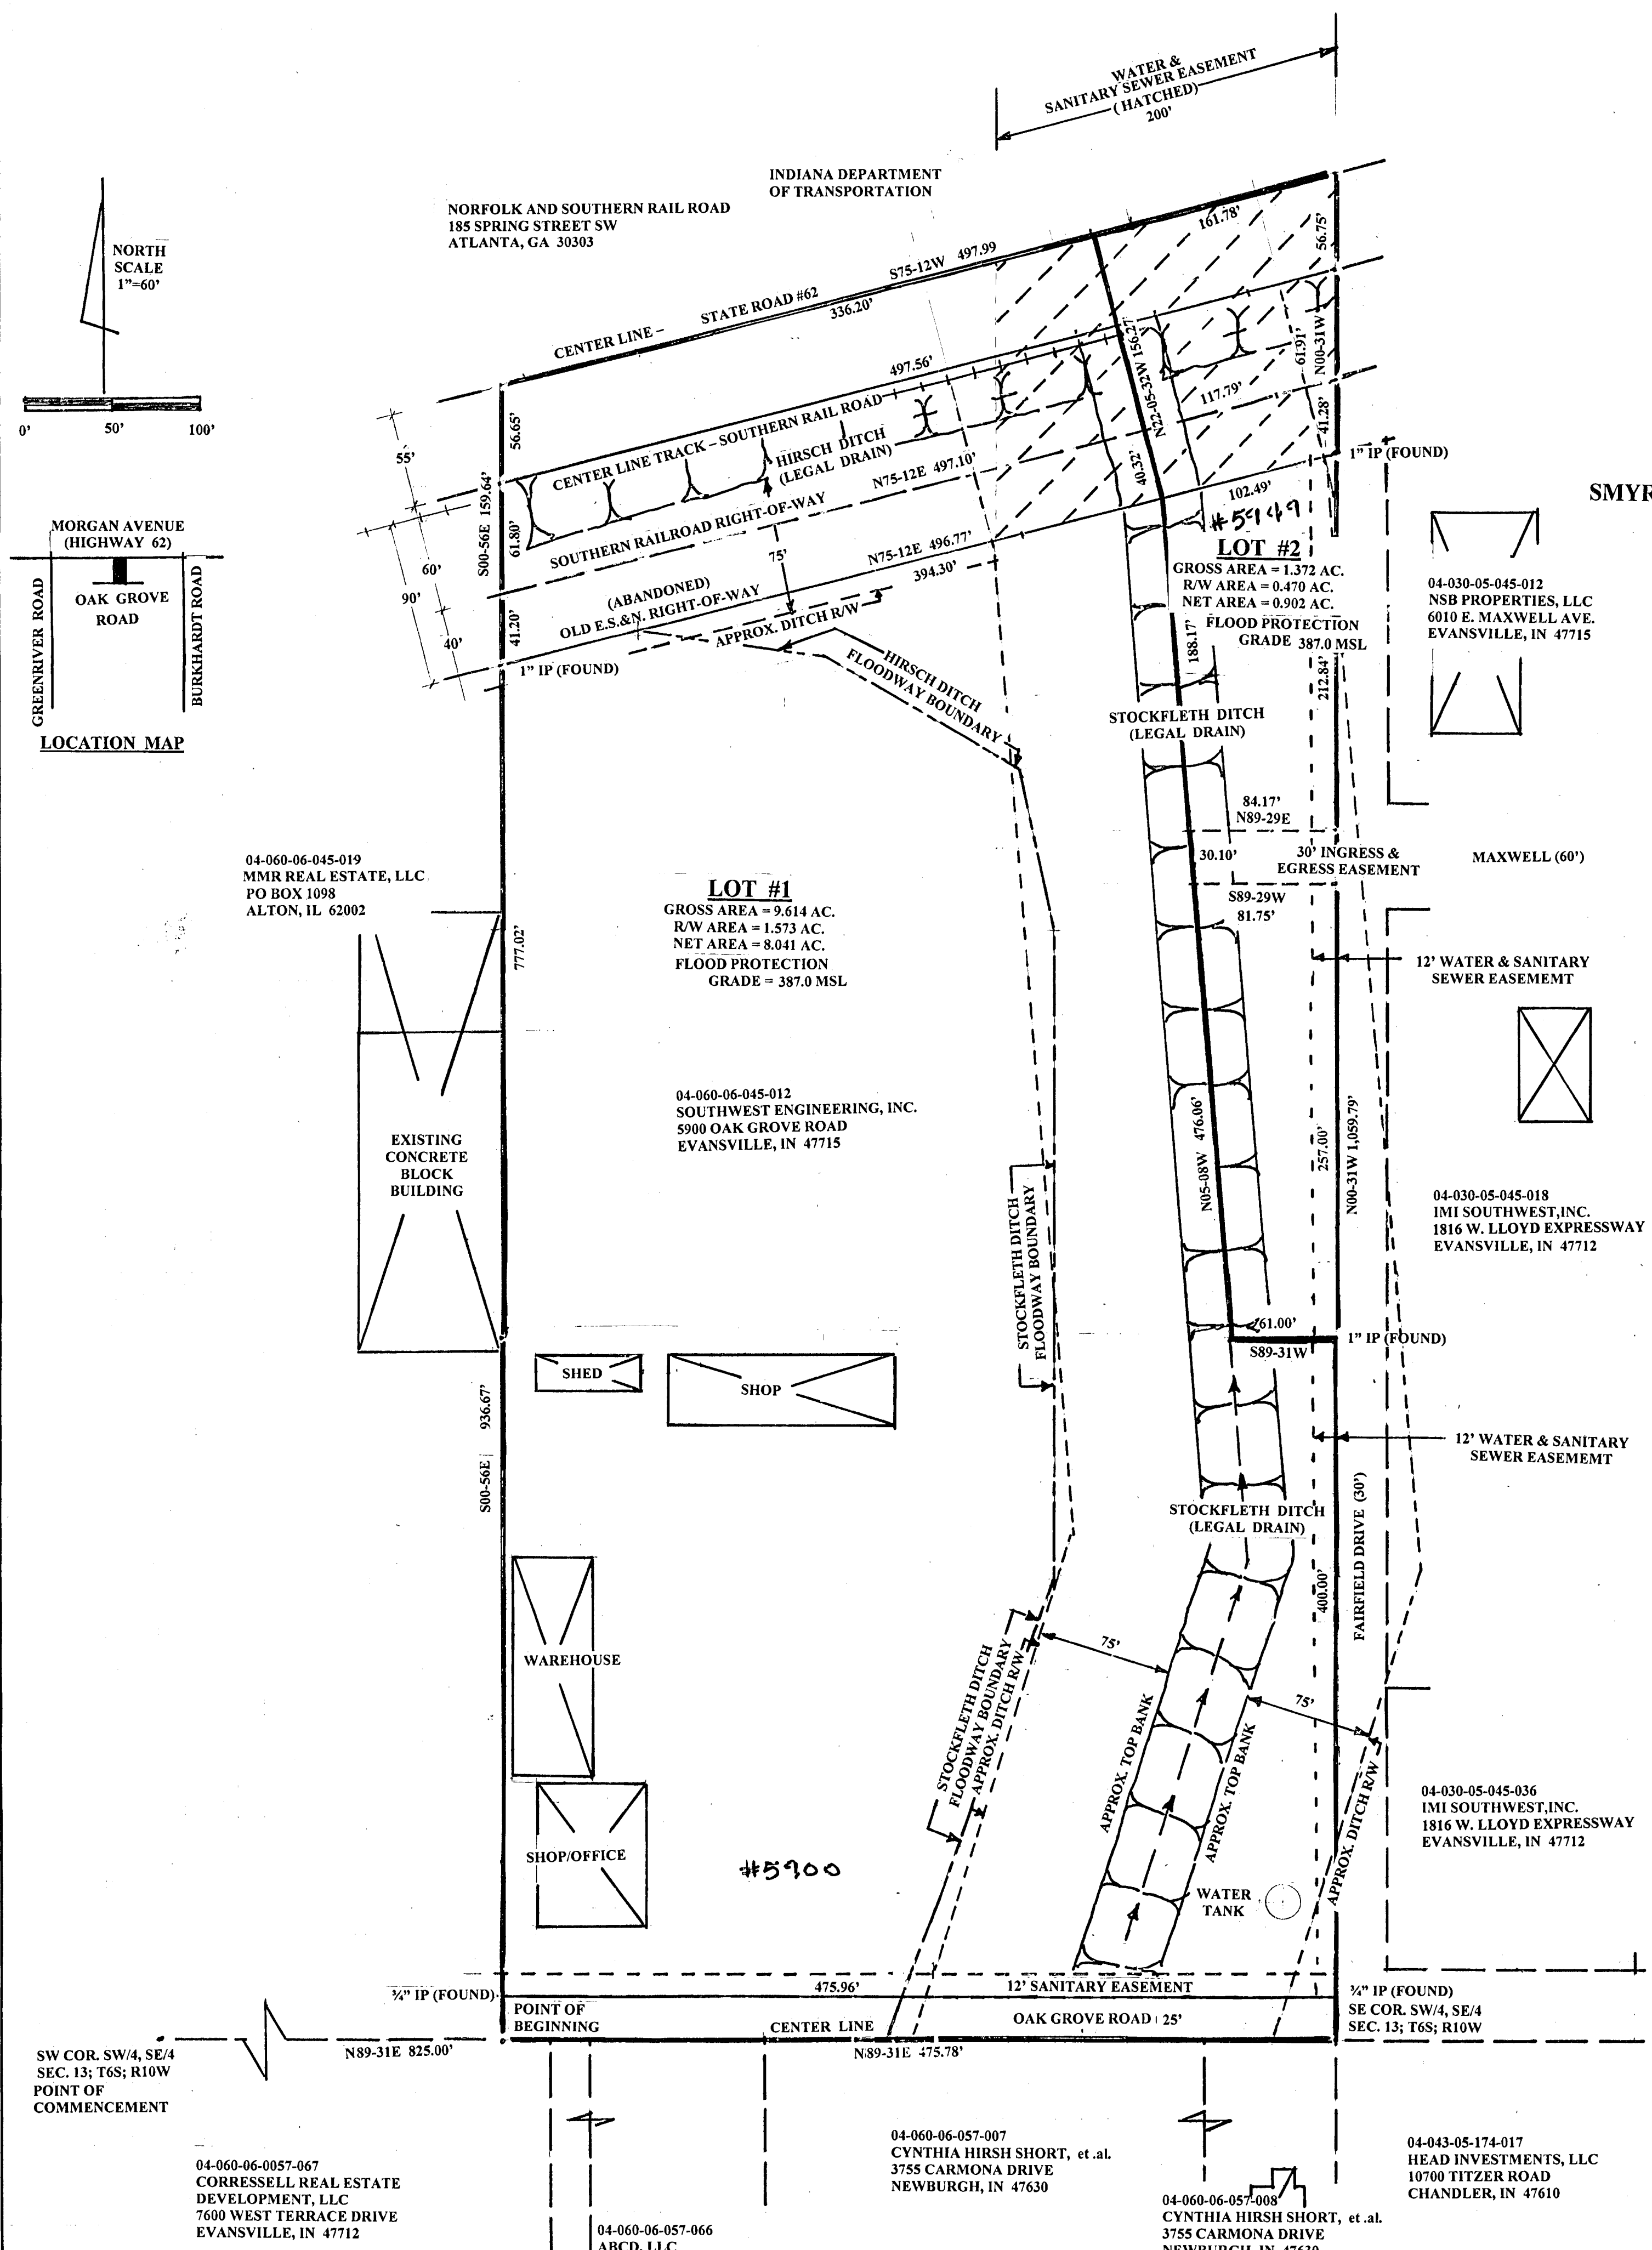 WATER &
SANITARY SEWER EASEMENT
( HATCHED)
200'
INDIANA DEPARTMENT
OF TRANSPORTATION
NORFOLK AND SOUTHERN RAIL ROAD
185 SPRING STREET SW
ATLANTA, GA 30303
NORTH
SCALE
1"=60'
0' 50' 100'
CENTER LINE – STATE ROAD #62
S75-12W 497.99
336.20'
161.78'
56.75'
497.56'
CENTER LINE TRACK – SOUTHERN RAIL ROAD
HIRSCH DITCH
(LEGAL DRAIN)
N22-05-32W 156.27'
61.91'
N00-31W
117.79'
41.28'
40.32'
102.49'
1" IP (FOUND)
55'
60'
90'
40'
56.65'
S00-56E 159.64'
61.80'
41.20'
SOUTHERN RAILROAD RIGHT-OF-WAY
N75-12E 497.10'
75'
(ABANDONED)
OLD E.S.&N. RIGHT-OF-WAY
N75-12E 496.77'
394.30'
APPROX. DITCH R/W
1" IP (FOUND)
HIRSCH DITCH
FLOODWAY BOUNDARY
MORGAN AVENUE
(HIGHWAY 62)
OAK GROVE
ROAD
GREENRIVER ROAD
BURKHARDT ROAD
LOCATION MAP
SMYR
#5949
LOT #2
GROSS AREA = 1.372 AC.
R/W AREA = 0.470 AC.
NET AREA = 0.902 AC.
FLOOD PROTECTION
GRADE 387.0 MSL
188.17'
212.84'
04-030-05-045-012
NSB PROPERTIES, LLC
6010 E. MAXWELL AVE.
EVANSVILLE, IN 47715
STOCKFLETH DITCH
(LEGAL DRAIN)
84.17'
N89-29E
30.10'
30' INGRESS &
EGRESS EASEMENT
MAXWELL (60')
S89-29W
81.75'
04-060-06-045-019
MMR REAL ESTATE, LLC
PO BOX 1098
ALTON, IL 62002
LOT #1
GROSS AREA = 9.614 AC.
R/W AREA = 1.573 AC.
NET AREA = 8.041 AC.
FLOOD PROTECTION
GRADE = 387.0 MSL
777.02'
12' WATER & SANITARY
SEWER EASEMEMT
04-060-06-045-012
SOUTHWEST ENGINEERING, INC.
5900 OAK GROVE ROAD
EVANSVILLE, IN 47715
EXISTING
CONCRETE
BLOCK
BUILDING
N05-08W 476.06'
257.00'
N00-31W 1,059.79'
04-030-05-045-018
IMI SOUTHWEST,INC.
1816 W. LLOYD EXPRESSWAY
EVANSVILLE, IN 47712
STOCKFLETH DITCH
FLOODWAY BOUNDARY
61.00'
S89-31W
1" IP (FOUND)
SHED
SHOP
S00-56E 936.67'
12' WATER & SANITARY
SEWER EASEMEMT
STOCKFLETH DITCH
(LEGAL DRAIN)
FAIRFIELD DRIVE (30')
400.00'
WAREHOUSE
75'
75'
STOCKFLETH DITCH
FLOODWAY BOUNDARY
APPROX. DITCH R/W
APPROX. TOP BANK
APPROX. TOP BANK
APPROX. DITCH R/W
04-030-05-045-036
IMI SOUTHWEST,INC.
1816 W. LLOYD EXPRESSWAY
EVANSVILLE, IN 47712
SHOP/OFFICE
#5900
WATER
TANK
475.96'
12' SANITARY EASEMENT
¾" IP (FOUND)
¾" IP (FOUND)
SE COR. SW/4, SE/4
SEC. 13; T6S; R10W
POINT OF
BEGINNING
CENTER LINE
OAK GROVE ROAD 25'
N89-31E 825.00'
N89-31E 475.78'
SW COR. SW/4, SE/4
SEC. 13; T6S; R10W
POINT OF
COMMENCEMENT
04-060-06-0057-067
CORRESSELL REAL ESTATE
DEVELOPMENT, LLC
7600 WEST TERRACE DRIVE
EVANSVILLE, IN 47712
04-060-06-057-066
ABCD, LLC
04-060-06-057-007
CYNTHIA HIRSH SHORT, et .al.
3755 CARMONA DRIVE
NEWBURGH, IN 47630
04-060-06-057-008
CYNTHIA HIRSH SHORT, et .al.
3755 CARMONA DRIVE
NEWBURGH, IN 47630
04-043-05-174-017
HEAD INVESTMENTS, LLC
10700 TITZER ROAD
CHANDLER, IN 47610